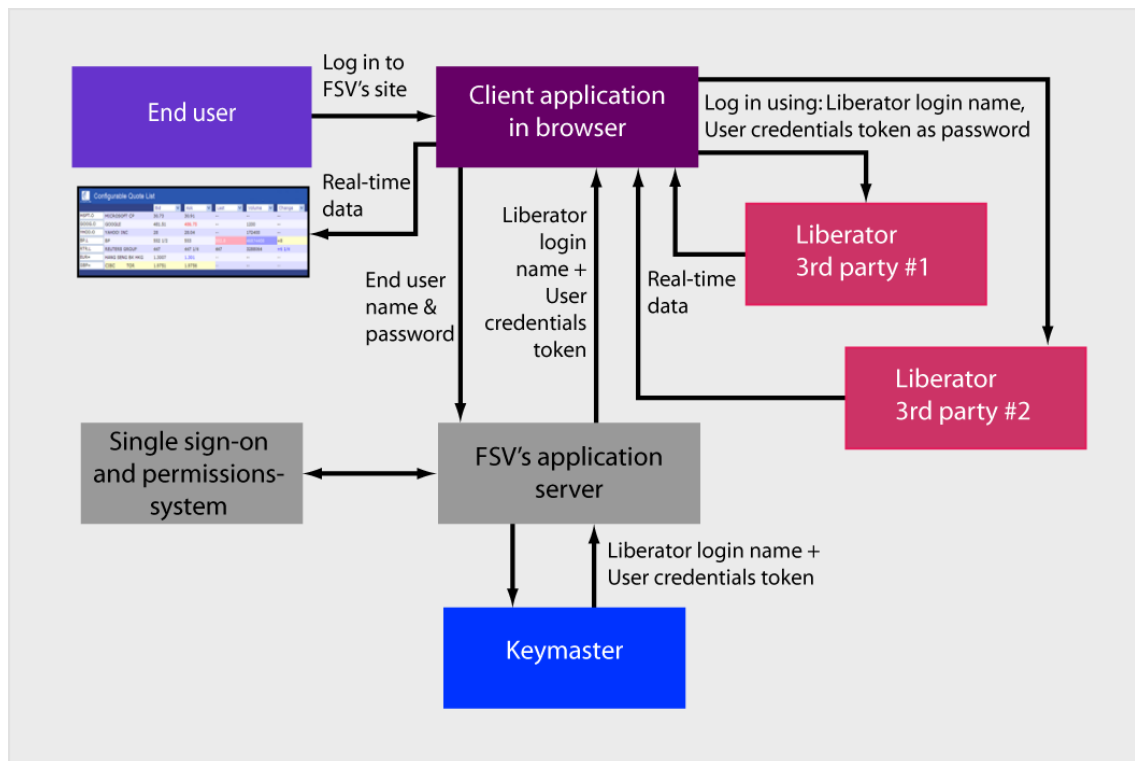 Log in to
FSV's site
End user
Client application
in browser
Log in using: Liberator login name,
User credentials token as password
Configurable Quote List
Real-time
data
Liberator
login
name +
User
credentials
token
End user
name &
password
Real-time
data
Liberator
3rd party #1
Liberator
3rd party #2
Single sign-on
and permissions-
system
FSV's application
server
Liberator login name +
User credentials token
Keymaster